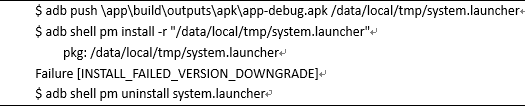 $ adb push \app\build\outputs\apk\app-debug.apk /data/local/tmp/system.launcher
$ adb shell pm install -r "/data/local/tmp/system.launcher"
pkg: /data/local/tmp/system.launcher
Failure [INSTALL_FAILED_VERSION_DOWNGRADE]
$ adb shell pm uninstall system.launcher